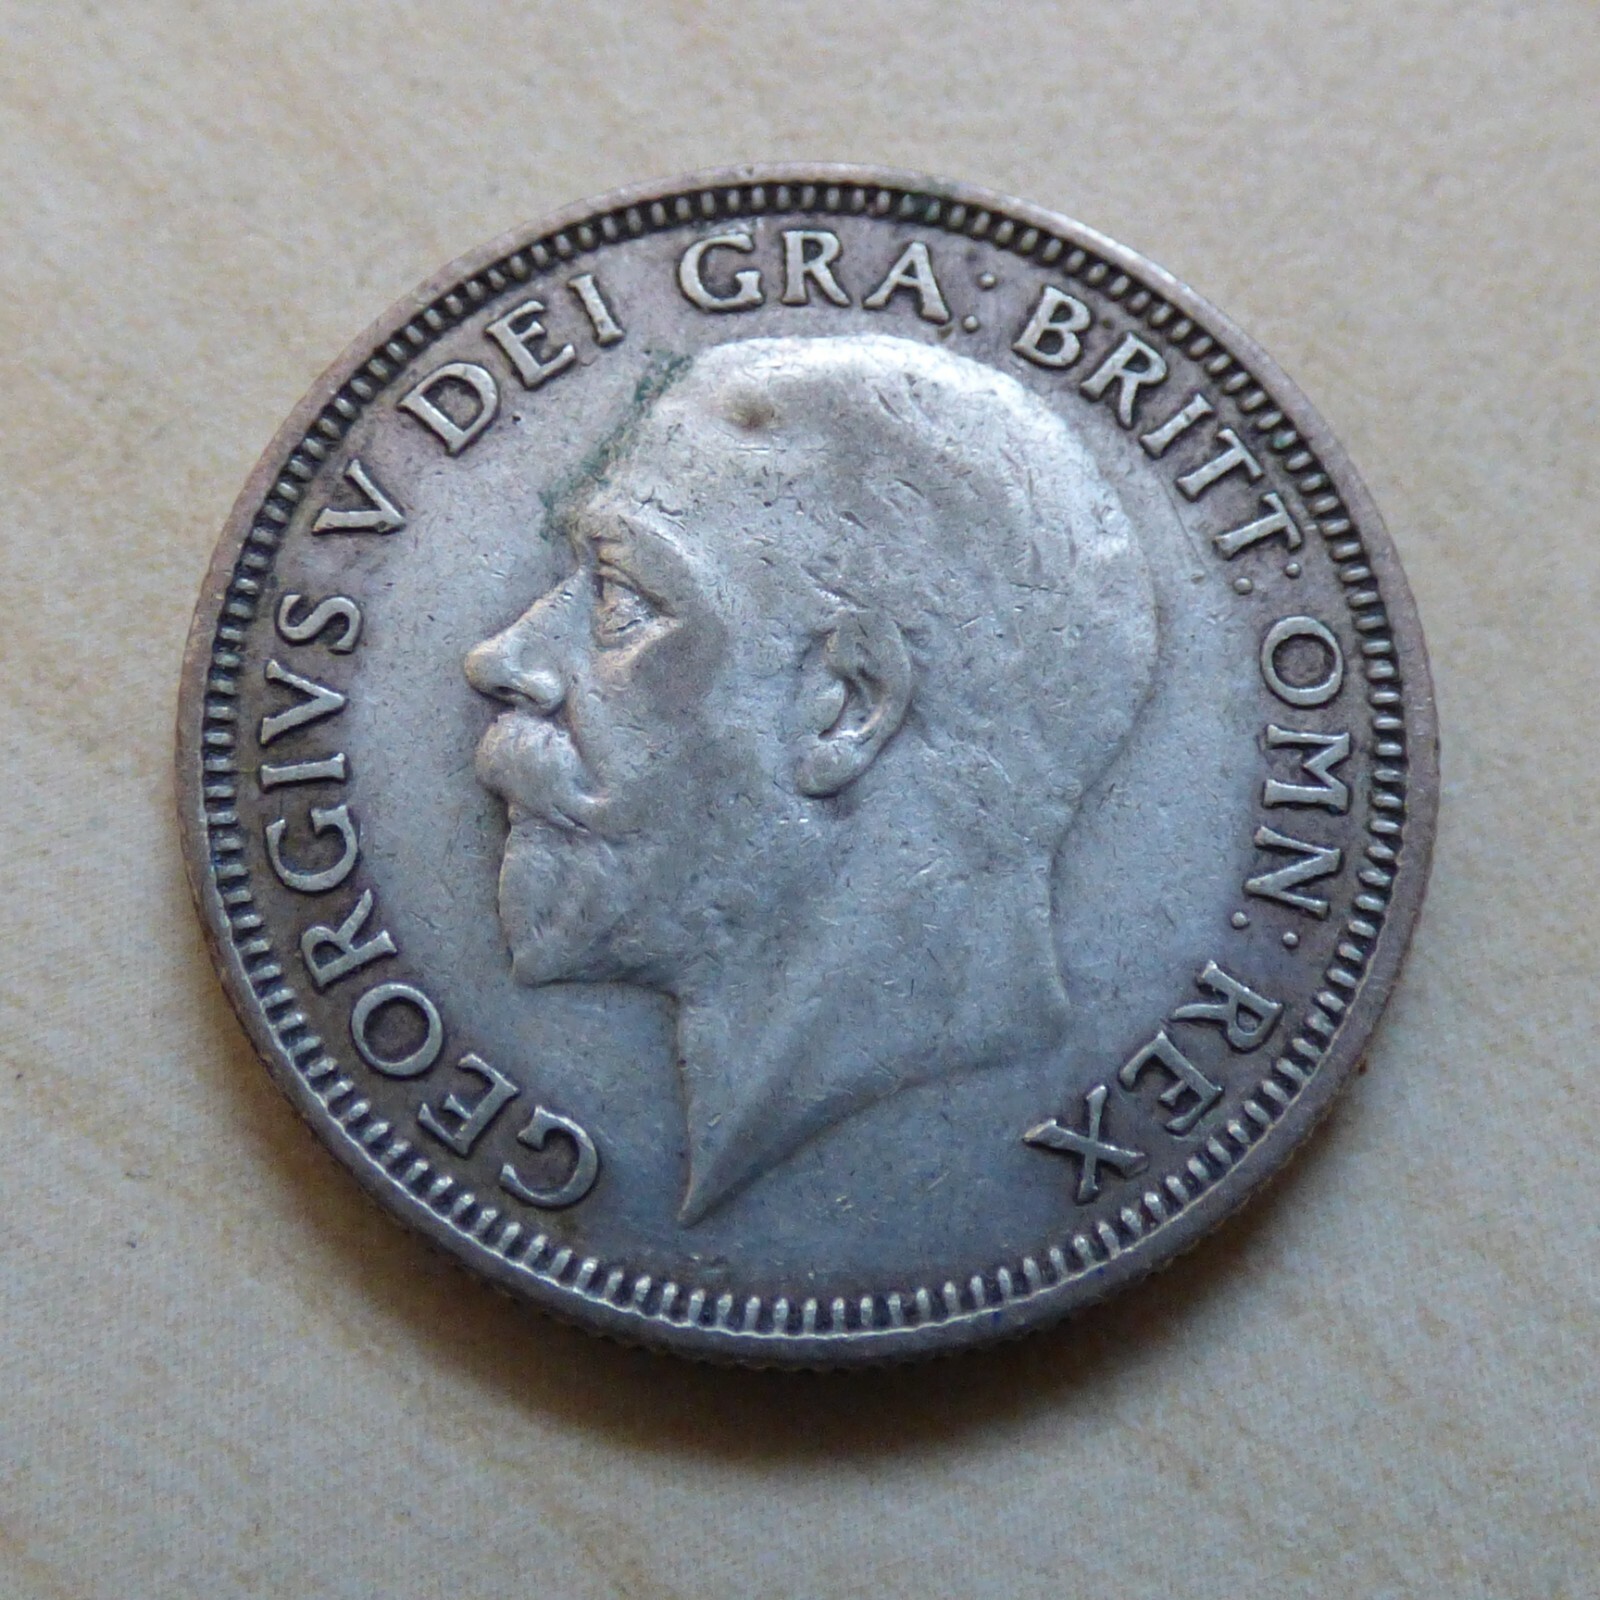 GEORGIVS V DEI GRA: BRITT: OMN: REX